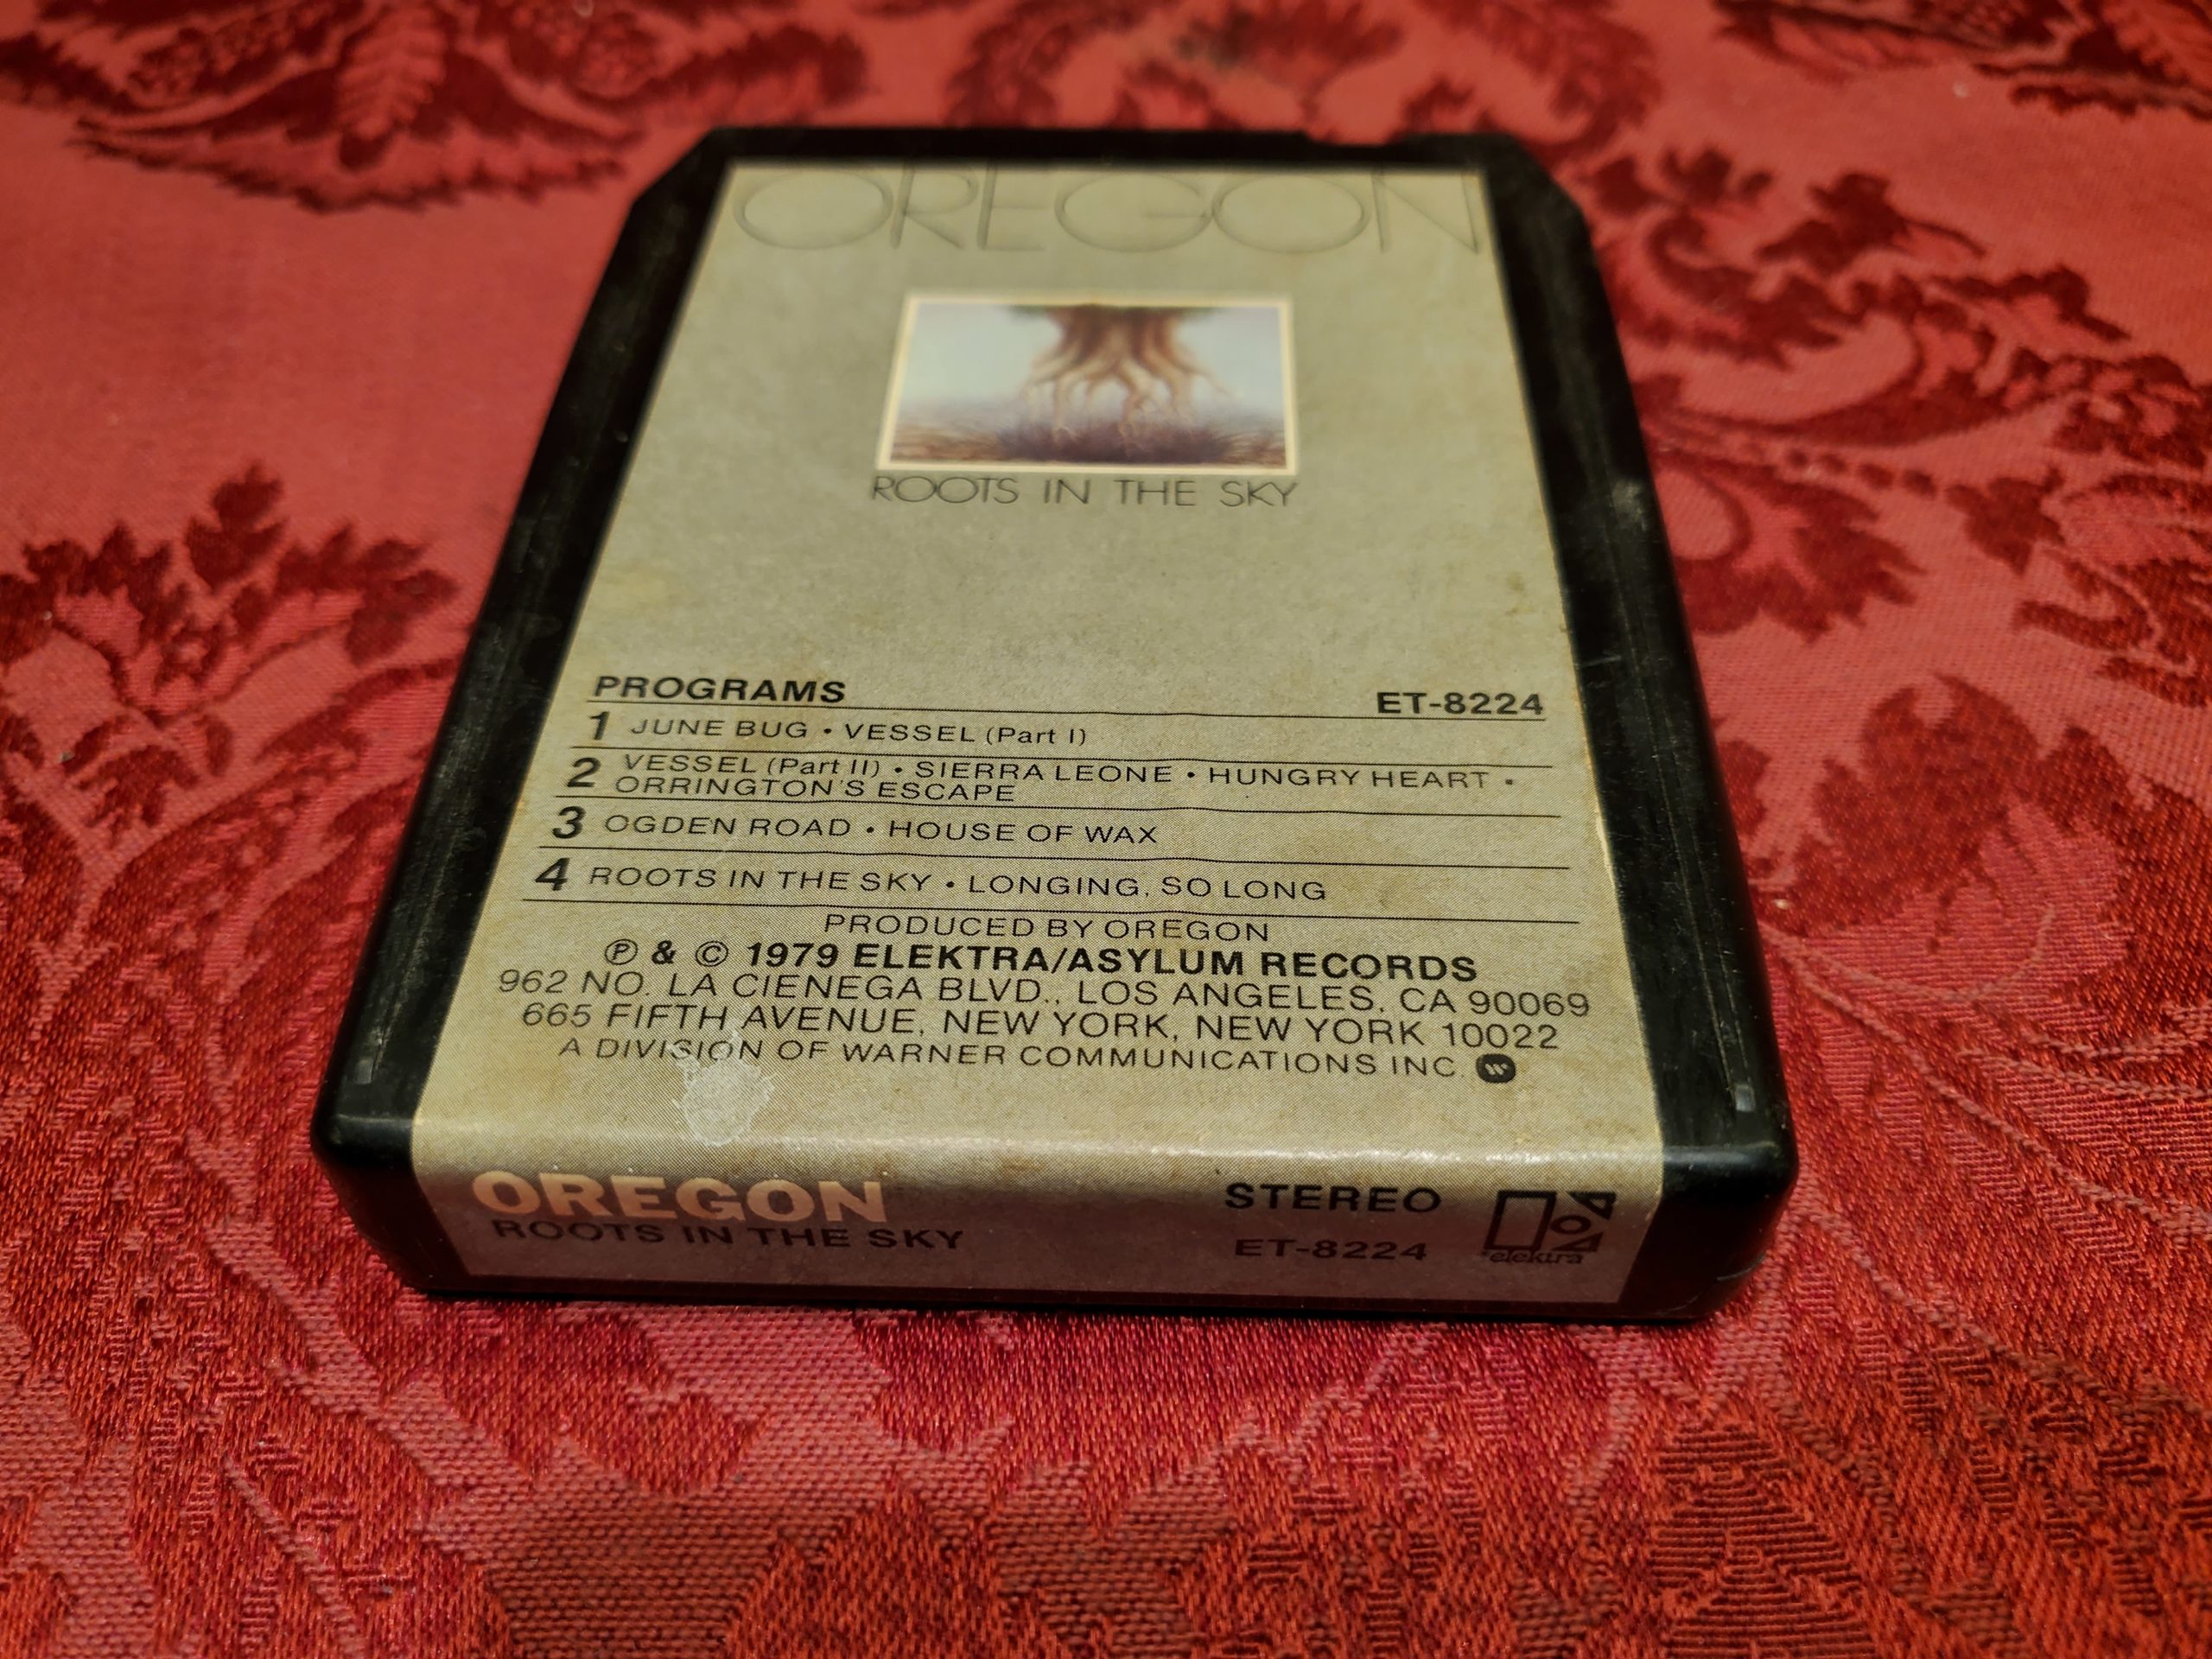 OREGON
ROOTS IN THE SKY
PROGRAMS ET-8224
1 JUNE BUG • VESSEL (Part I)
2 VESSEL (Part II) • SIERRA LEONE • HUNGRY HEART •
ORRINGTON'S ESCAPE
3 OGDEN ROAD • HOUSE OF WAX
4 ROOTS IN THE SKY • LONGING, SO LONG
PRODUCED BY OREGON
℗ & © 1979 ELEKTRA/ASYLUM RECORDS
962 NO. LA CIENEGA BLVD., LOS ANGELES, CA 90069
665 FIFTH AVENUE, NEW YORK, NEW YORK 10022
A DIVISION OF WARNER COMMUNICATIONS INC.
OREGON STEREO
ROOTS IN THE SKY ET-8224
elektra